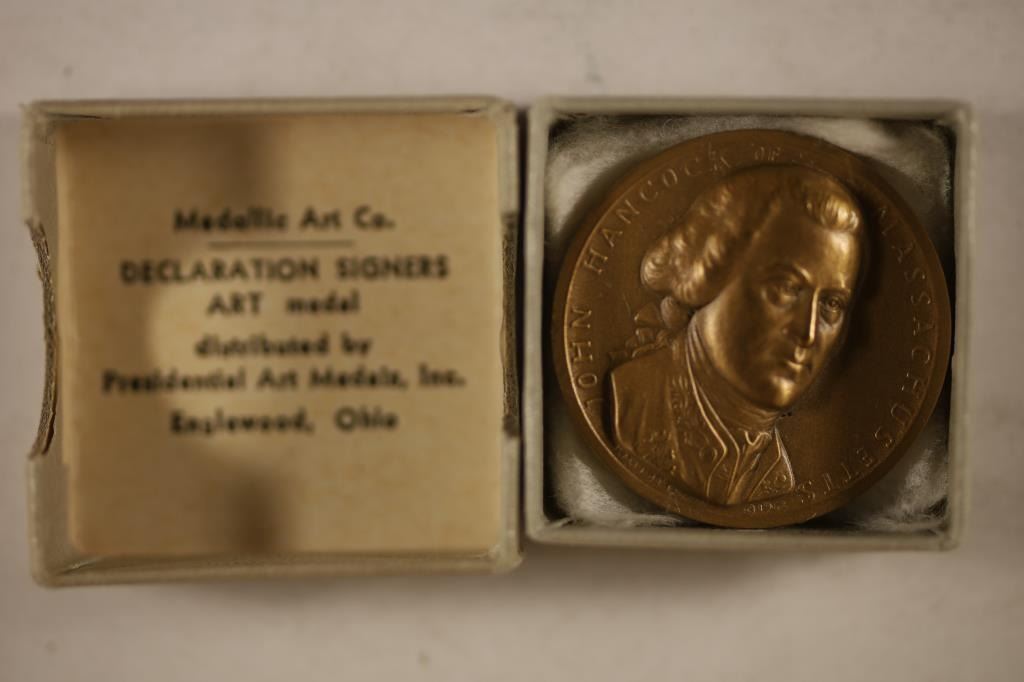 Medallic Art Co.
DECLARATION SIGNERS
ART medal
distributed by
Presidential Art Medals, Inc.
Englewood, Ohio
JOHN HANCOCK OF MASSACHUSETTS